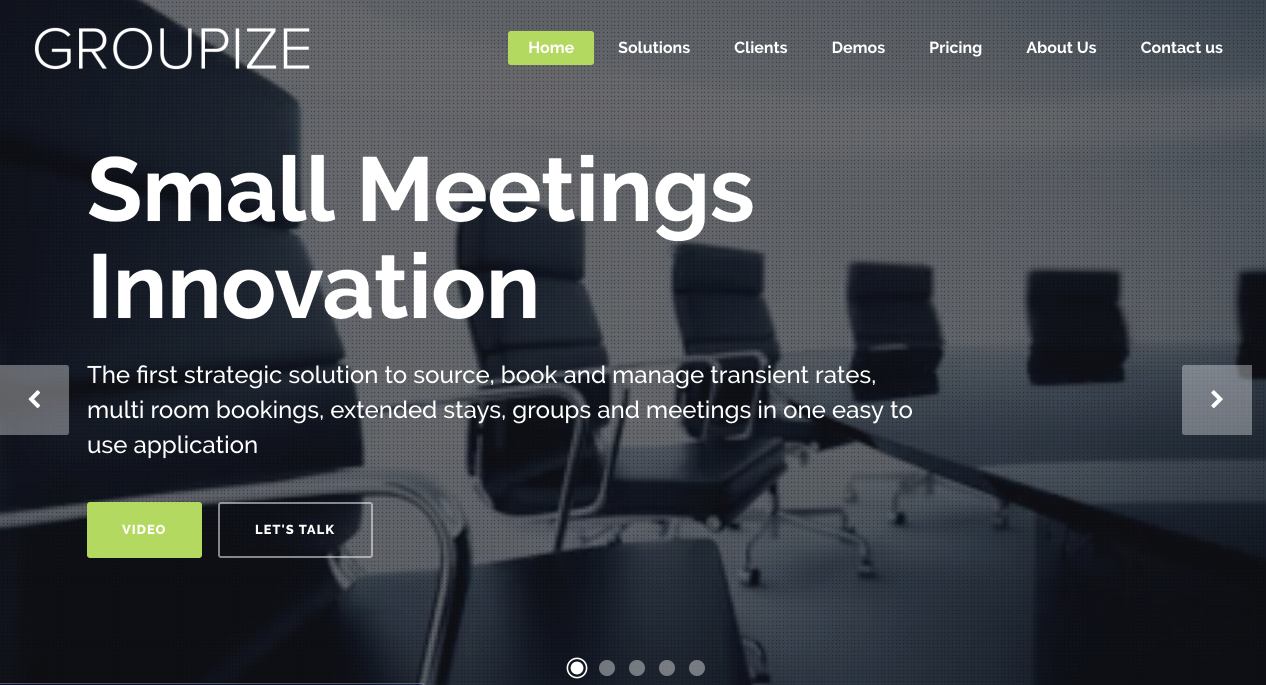 GROUPIZE
Home Solutions Clients Demos Pricing About Us Contact us
Small Meetings
Innovation
The first strategic solution to source, book and manage transient rates,
multi room bookings, extended stays, groups and meetings in one easy to
use application
VIDEO LET'S TALK